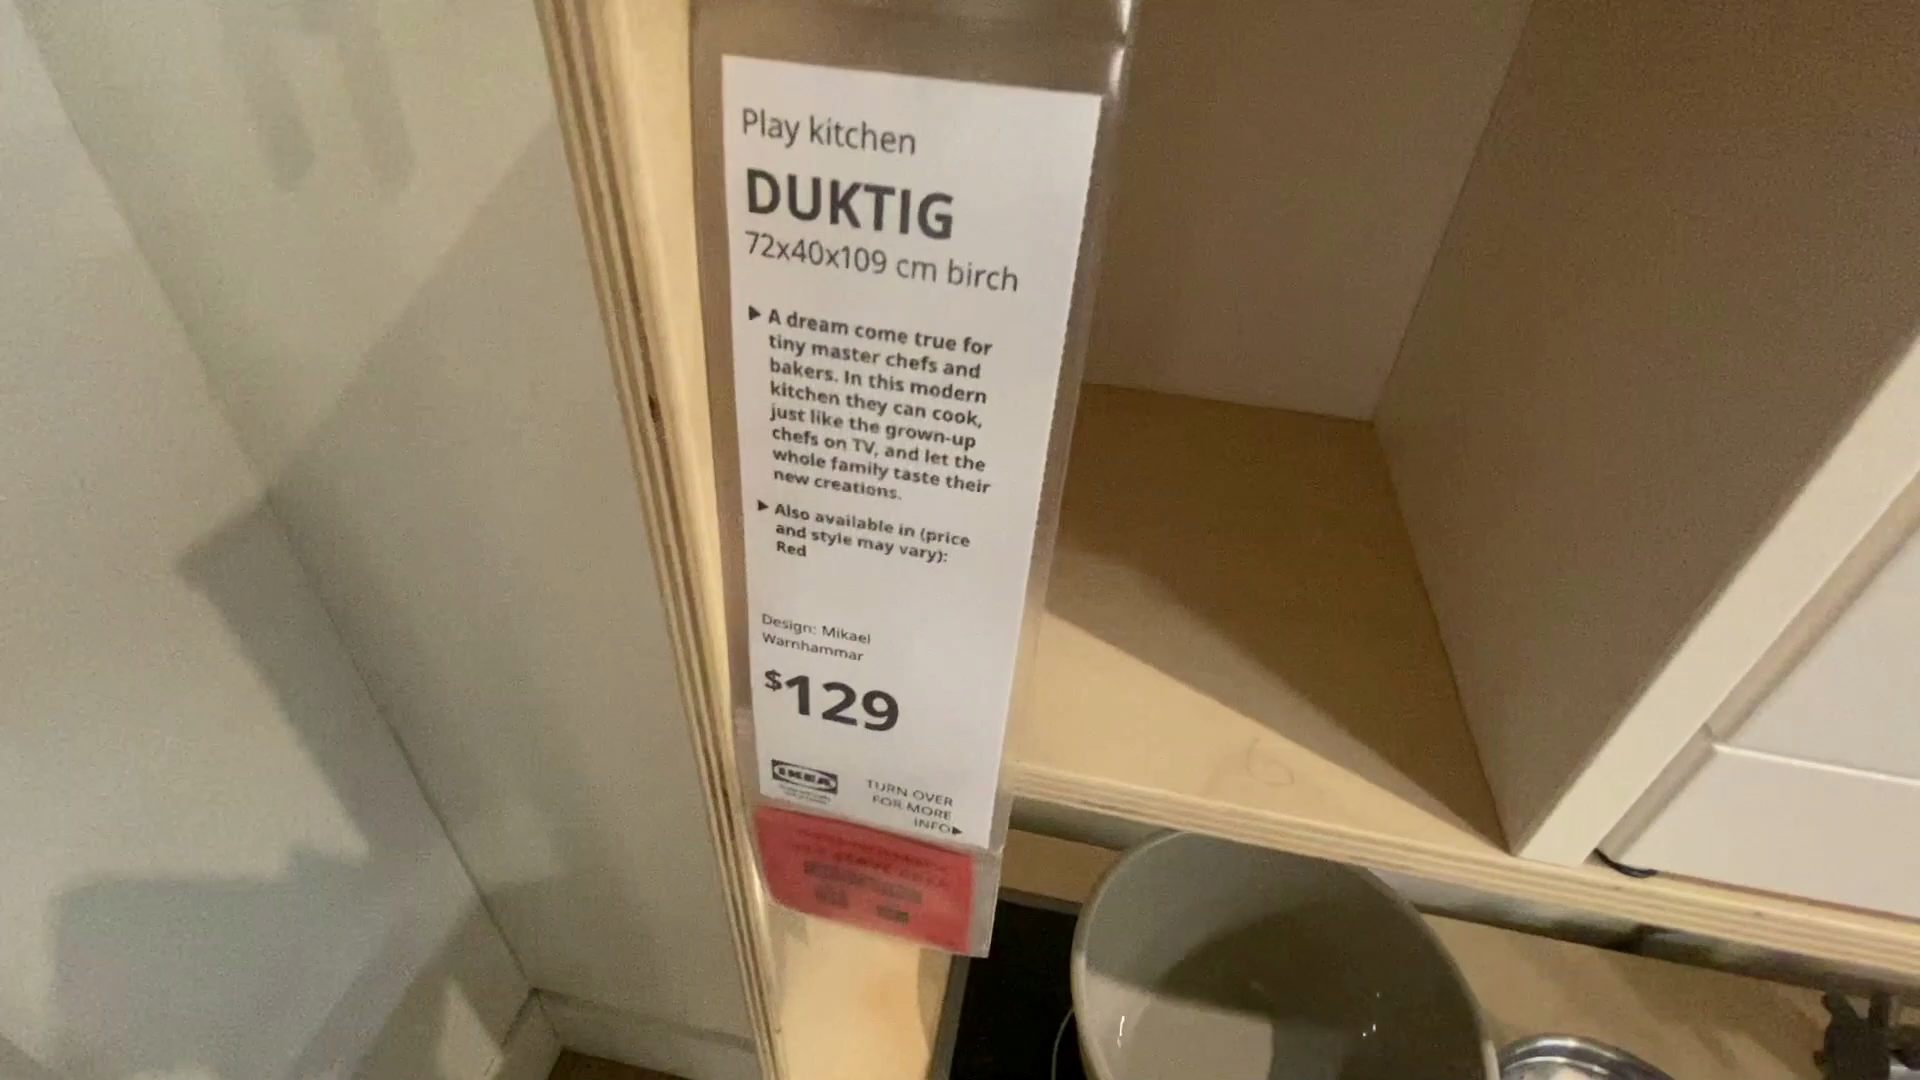 Play kitchen
DUKTIG
72x40x109 cm birch
▶ A dream come true for
tiny master chefs and
bakers. In this modern
kitchen they can cook,
just like the grown-up
chefs on TV, and let the
whole family taste their
new creations.
▶ Also available in (price
and style may vary):
Red
Design: Mikael
Warnhammar
$129
IKEA
TURN OVER
FOR MORE
INFO▶